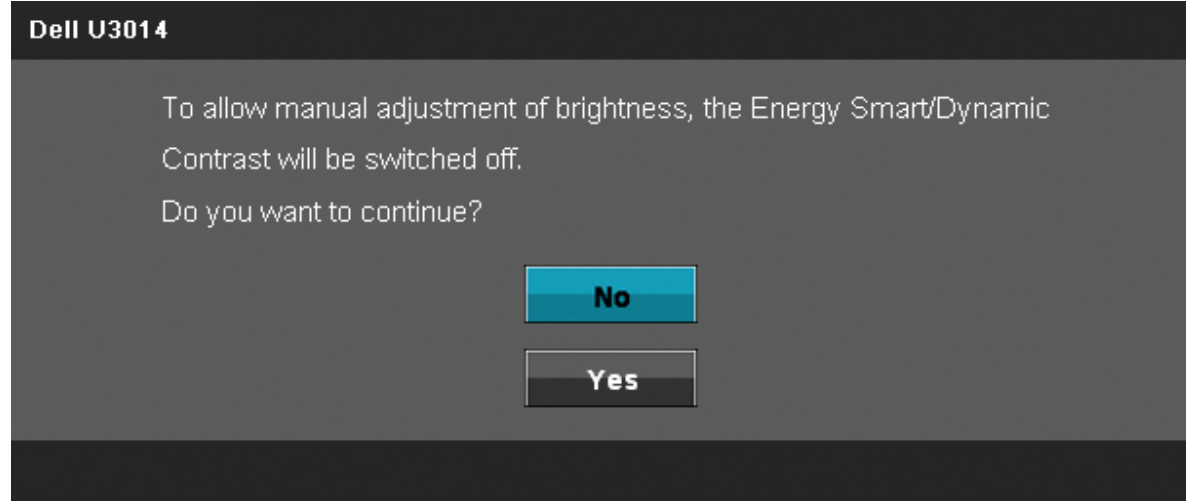 Dell U3014
To allow manual adjustment of brightness, the Energy Smart/Dynamic
Contrast will be switched off.
Do you want to continue?
No
Yes